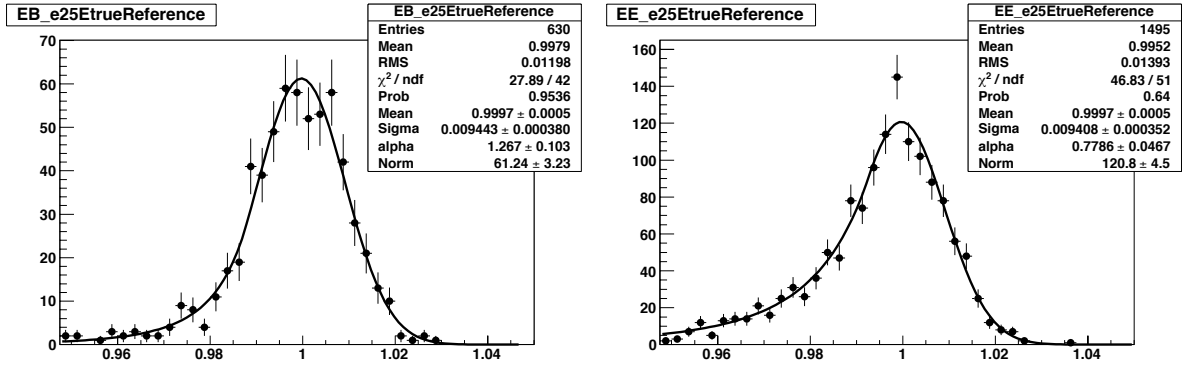 EB_e25EtrueReference
EB_e25EtrueReference
Entries 630
Mean 0.9979
RMS 0.01198
χ² / ndf 27.89 / 42
Prob 0.9536
Mean 0.9997 ± 0.0005
Sigma 0.009443 ± 0.000380
alpha 1.267 ± 0.103
Norm 61.24 ± 3.23
70
60
50
40
30
20
10
0
0.96 0.98 1 1.02 1.04
EE_e25EtrueReference
EE_e25EtrueReference
Entries 1495
Mean 0.9952
RMS 0.01393
χ² / ndf 46.83 / 51
Prob 0.64
Mean 0.9997 ± 0.0005
Sigma 0.009408 ± 0.000352
alpha 0.7786 ± 0.0467
Norm 120.8 ± 4.5
160
140
120
100
80
60
40
20
0
0.96 0.98 1 1.02 1.04